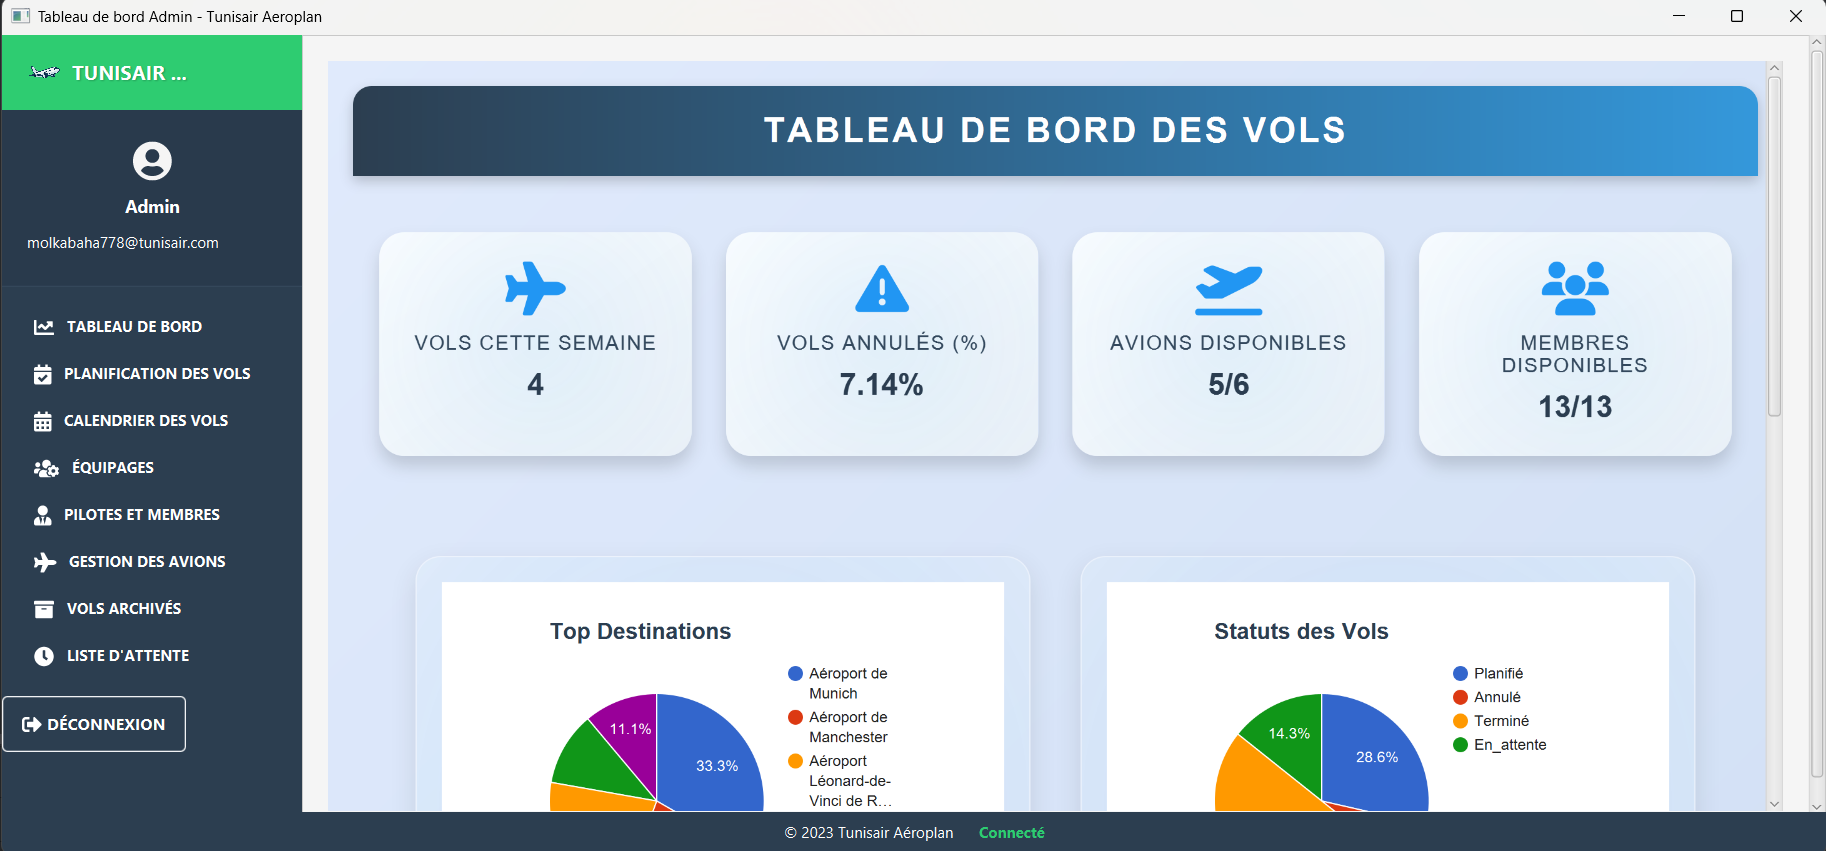 Tableau de bord Admin - Tunisair Aeroplan
TUNISAIR ...
Admin
molkabaha778@tunisair.com
TABLEAU DE BORD
PLANIFICATION DES VOLS
CALENDRIER DES VOLS
ÉQUIPAGES
PILOTES ET MEMBRES
GESTION DES AVIONS
VOLS ARCHIVÉS
LISTE D'ATTENTE
DÉCONNEXION
TABLEAU DE BORD DES VOLS
VOLS CETTE SEMAINE
4
VOLS ANNULÉS (%)
7.14%
AVIONS DISPONIBLES
5/6
MEMBRES
DISPONIBLES
13/13
Top Destinations
11.1%
33.3%
Aéroport de
Munich
Aéroport de
Manchester
Aéroport
Léonard-de-
Vinci de R…
Statuts des Vols
14.3%
28.6%
Planifié
Annulé
Terminé
En_attente
© 2023 Tunisair Aéroplan
Connecté